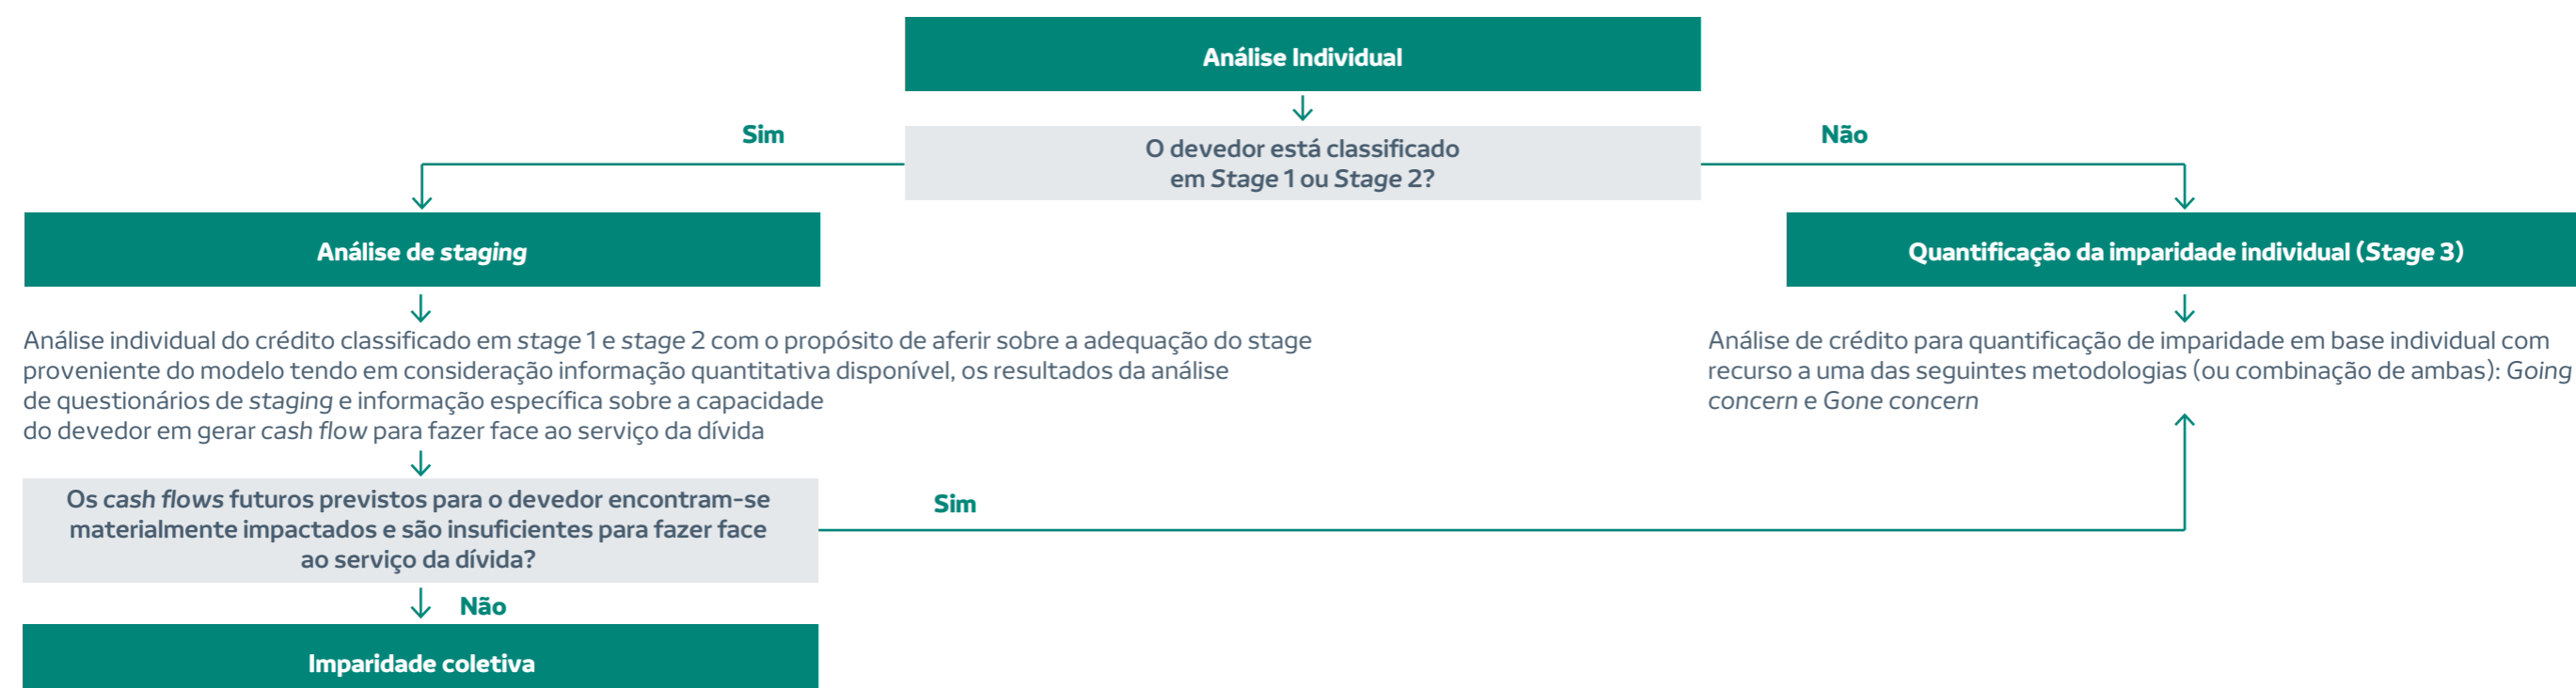 Análise Individual
Sim
Não
O devedor está classificado
em Stage 1 ou Stage 2?
Análise de staging
Quantificação da imparidade individual (Stage 3)
Análise individual do crédito classificado em stage 1 e stage 2 com o propósito de aferir sobre a adequação do stage
proveniente do modelo tendo em consideração informação quantitativa disponível, os resultados da análise
de questionários de staging e informação específica sobre a capacidade
do devedor em gerar cash flow para fazer face ao serviço da dívida
Análise de crédito para quantificação de imparidade em base individual com
recurso a uma das seguintes metodologias (ou combinação de ambas): Going
concern e Gone concern
Os cash flows futuros previstos para o devedor encontram-se
materialmente impactados e são insuficientes para fazer face
ao serviço da dívida?
Sim
Não
Imparidade coletiva